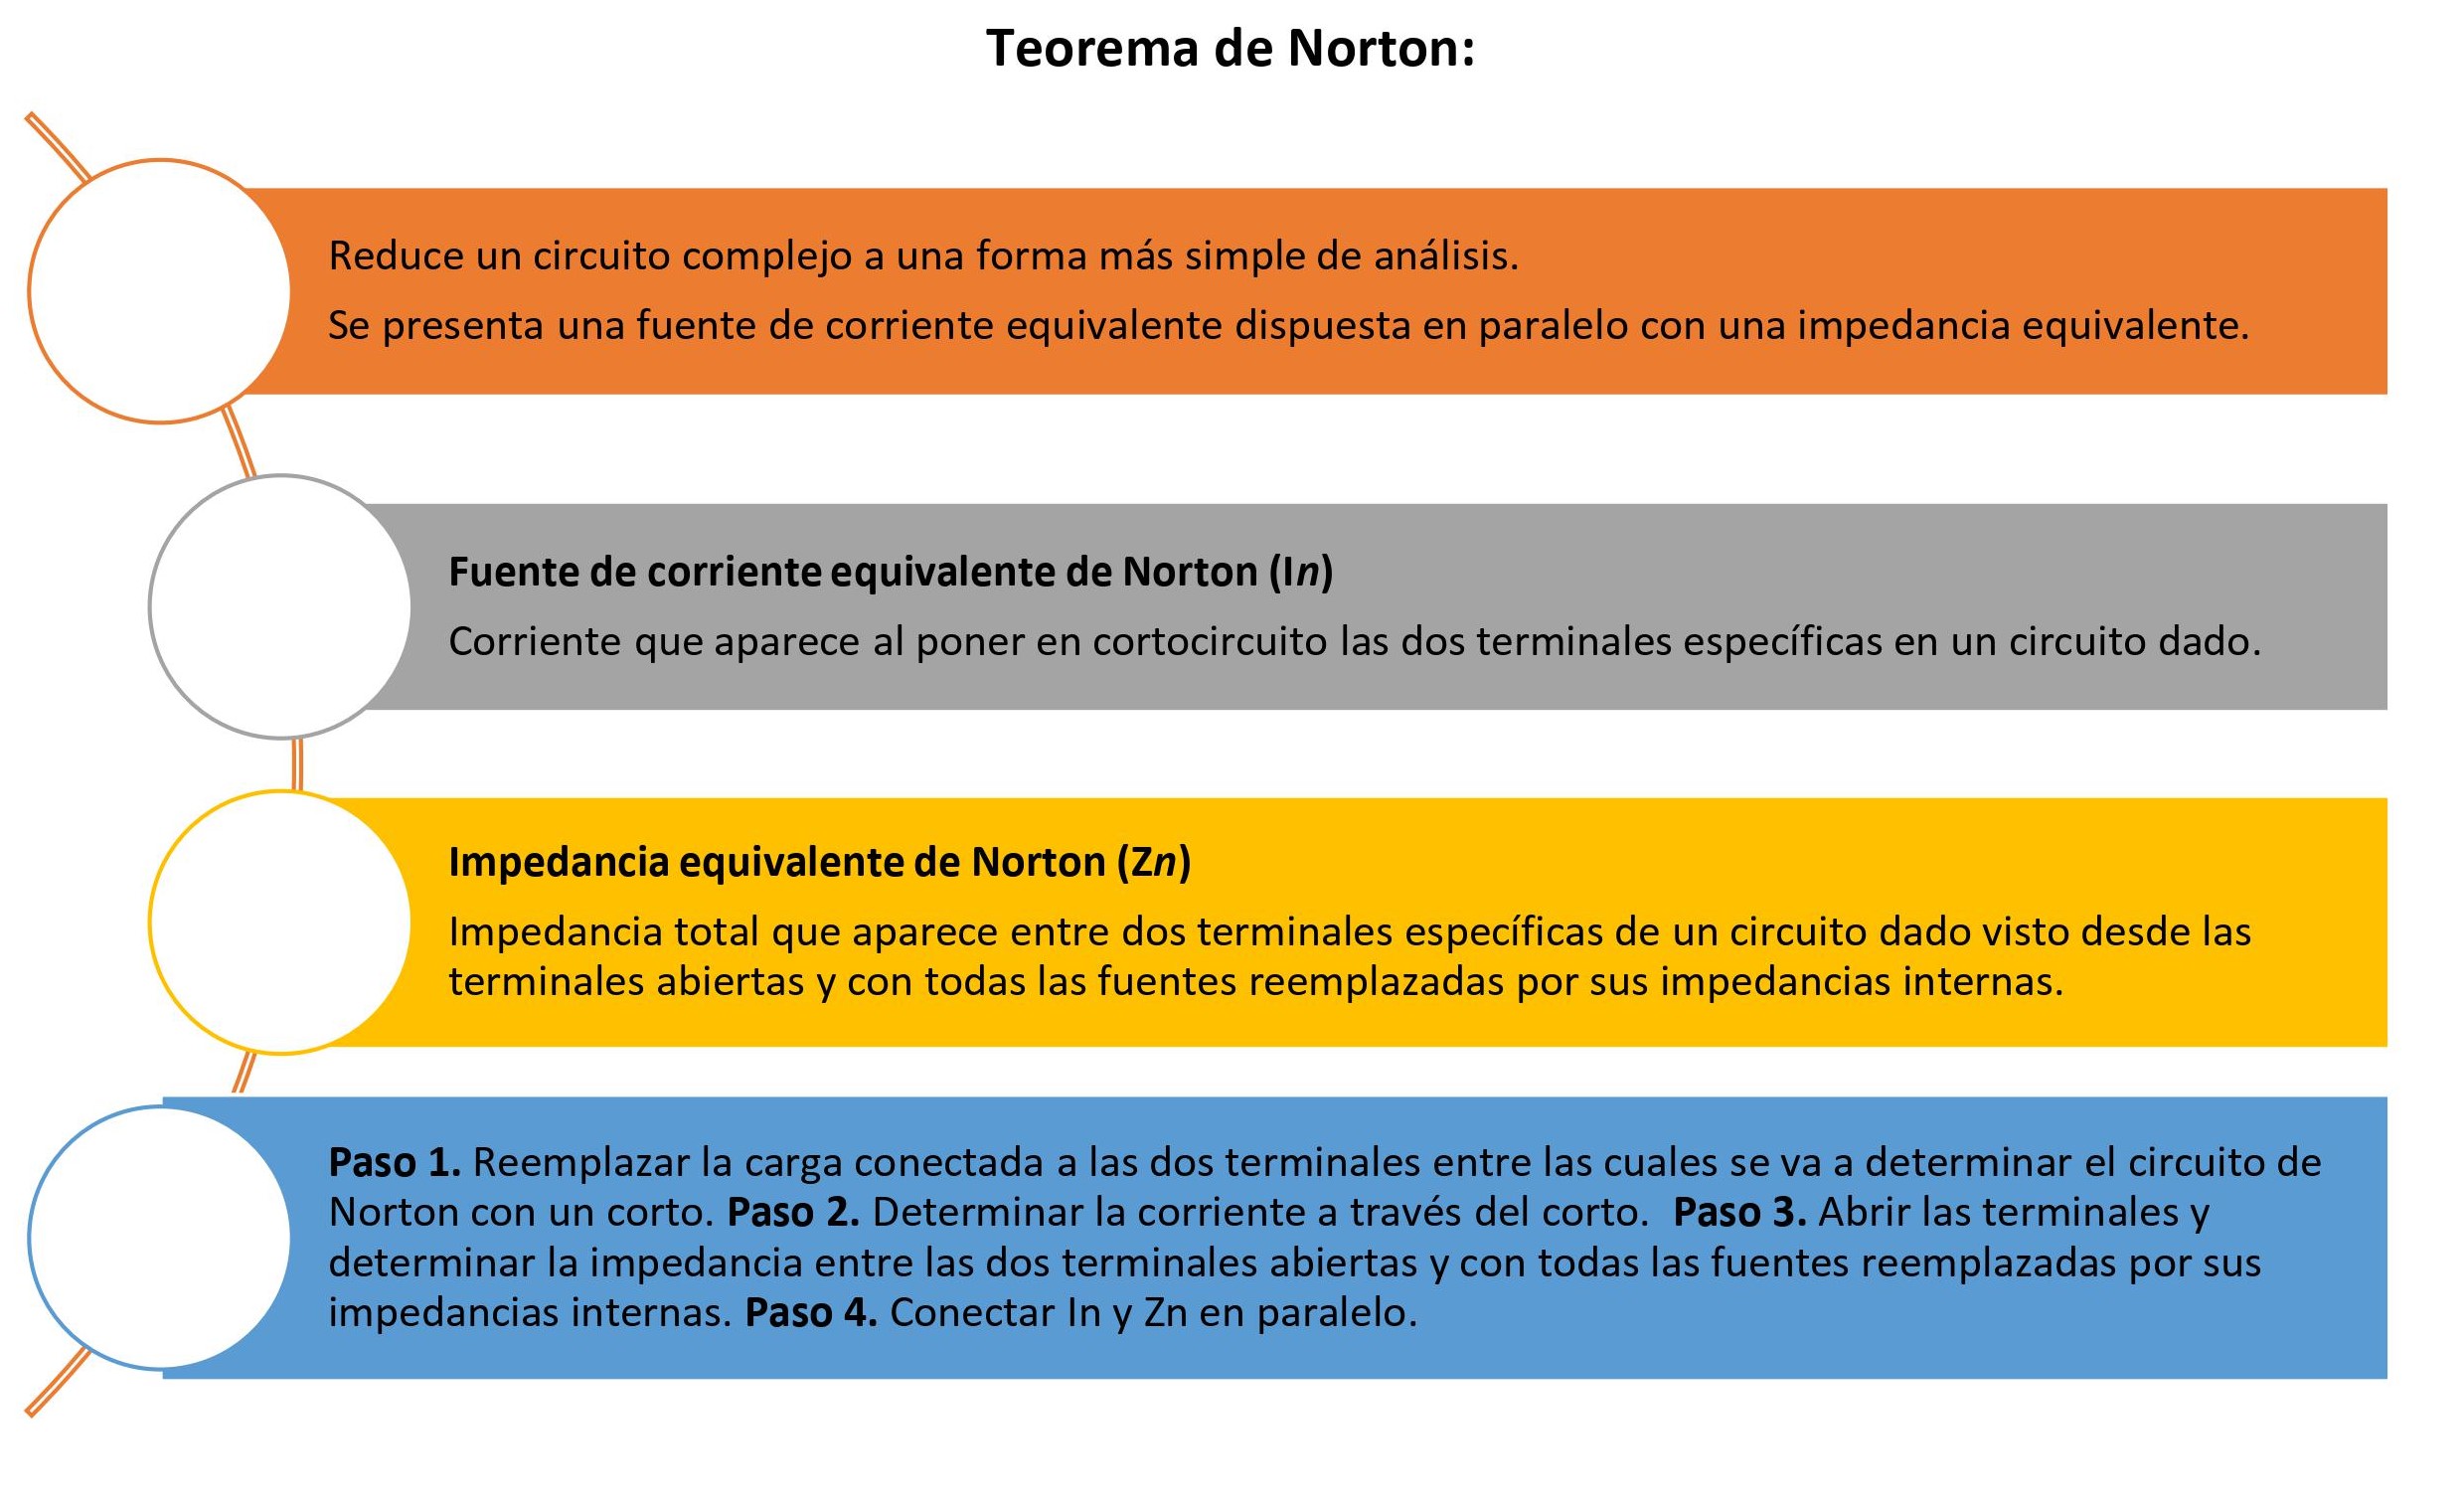 Teorema de Norton:
Reduce un circuito complejo a una forma más simple de análisis.
Se presenta una fuente de corriente equivalente dispuesta en paralelo con una impedancia equivalente.
Fuente de corriente equivalente de Norton (In)
Corriente que aparece al poner en cortocircuito las dos terminales específicas en un circuito dado.
Impedancia equivalente de Norton (Zn)
Impedancia total que aparece entre dos terminales específicas de un circuito dado visto desde las
terminales abiertas y con todas las fuentes reemplazadas por sus impedancias internas.
Paso 1. Reemplazar la carga conectada a las dos terminales entre las cuales se va a determinar el circuito de
Norton con un corto. Paso 2. Determinar la corriente a través del corto.  Paso 3. Abrir las terminales y
determinar la impedancia entre las dos terminales abiertas y con todas las fuentes reemplazadas por sus
impedancias internas. Paso 4. Conectar In y Zn en paralelo.